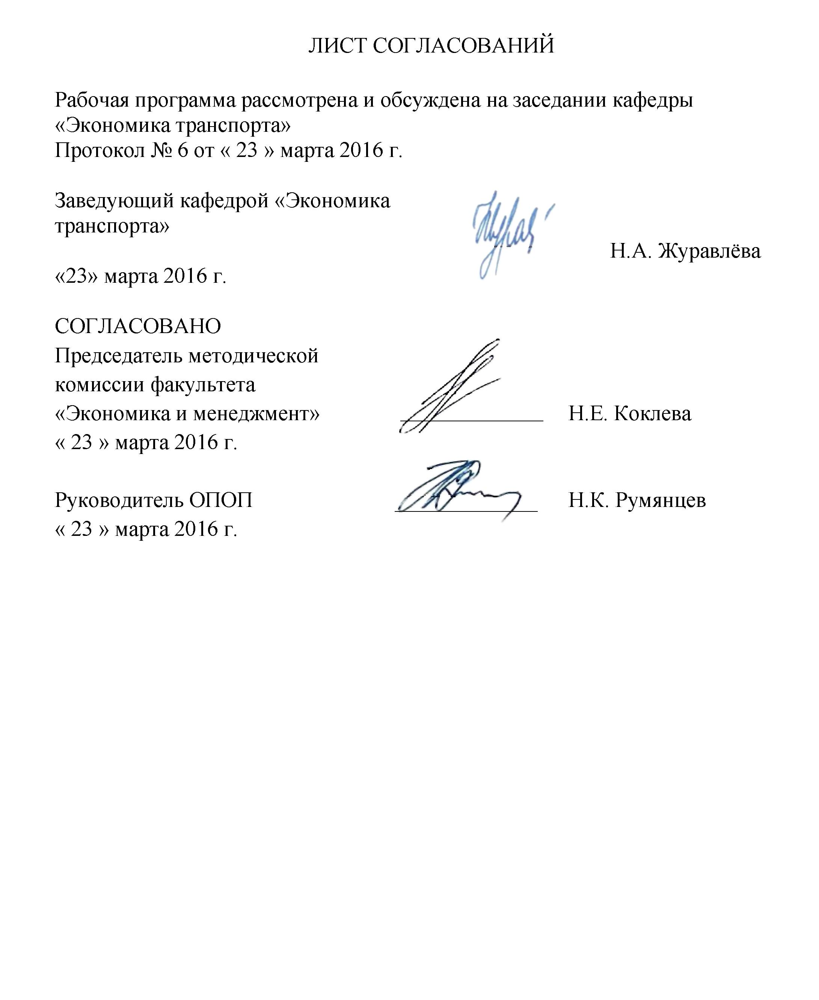 ЛИСТ СОГЛАСОВАНИЙ
Рабочая программа рассмотрена и обсуждена на заседании кафедры
«Экономика транспорта»
Протокол № 6 от « 23 » марта 2016 г.
Заведующий кафедрой «Экономика
транспорта»
Н.А. Журавлёва
«23» марта 2016 г.
СОГЛАСОВАНО
Председатель методической
комиссии факультета
«Экономика и менеджмент» Н.Е. Коклева
« 23 » марта 2016 г.
Руководитель ОПОП Н.К. Румянцев
« 23 » марта 2016 г.